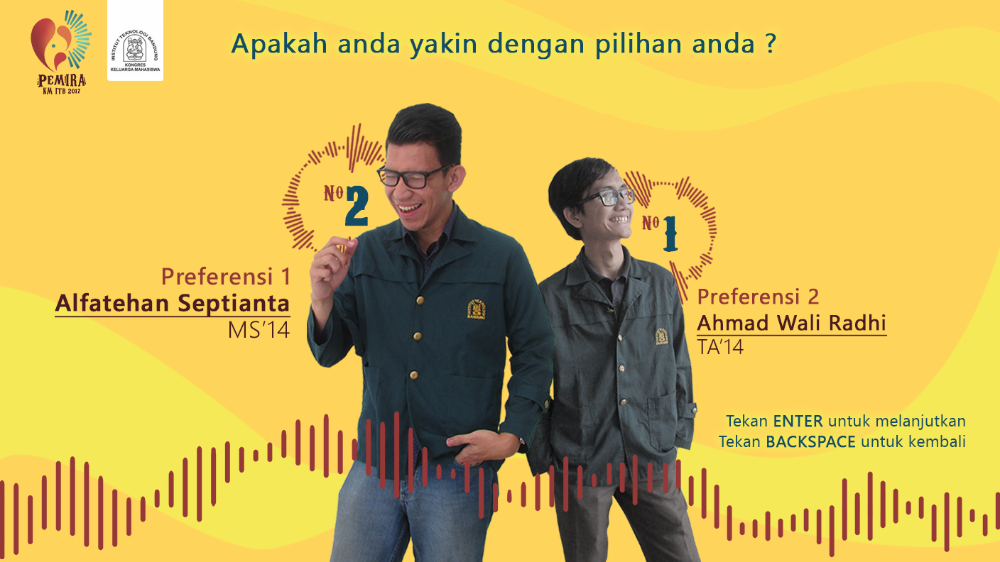 PEMIRA
KM ITB 2017
INSTITUT TEKNOLOGI BANDUNG
KONGRES
KELUARGA MAHASISWA
Apakah anda yakin dengan pilihan anda ?
No 2
No 1
Preferensi 1
Alfatehan Septianta
MS'14
Preferensi 2
Ahmad Wali Radhi
TA'14
Tekan ENTER untuk melanjutkan
Tekan BACKSPACE untuk kembali
BANDUNG
BANDUNG